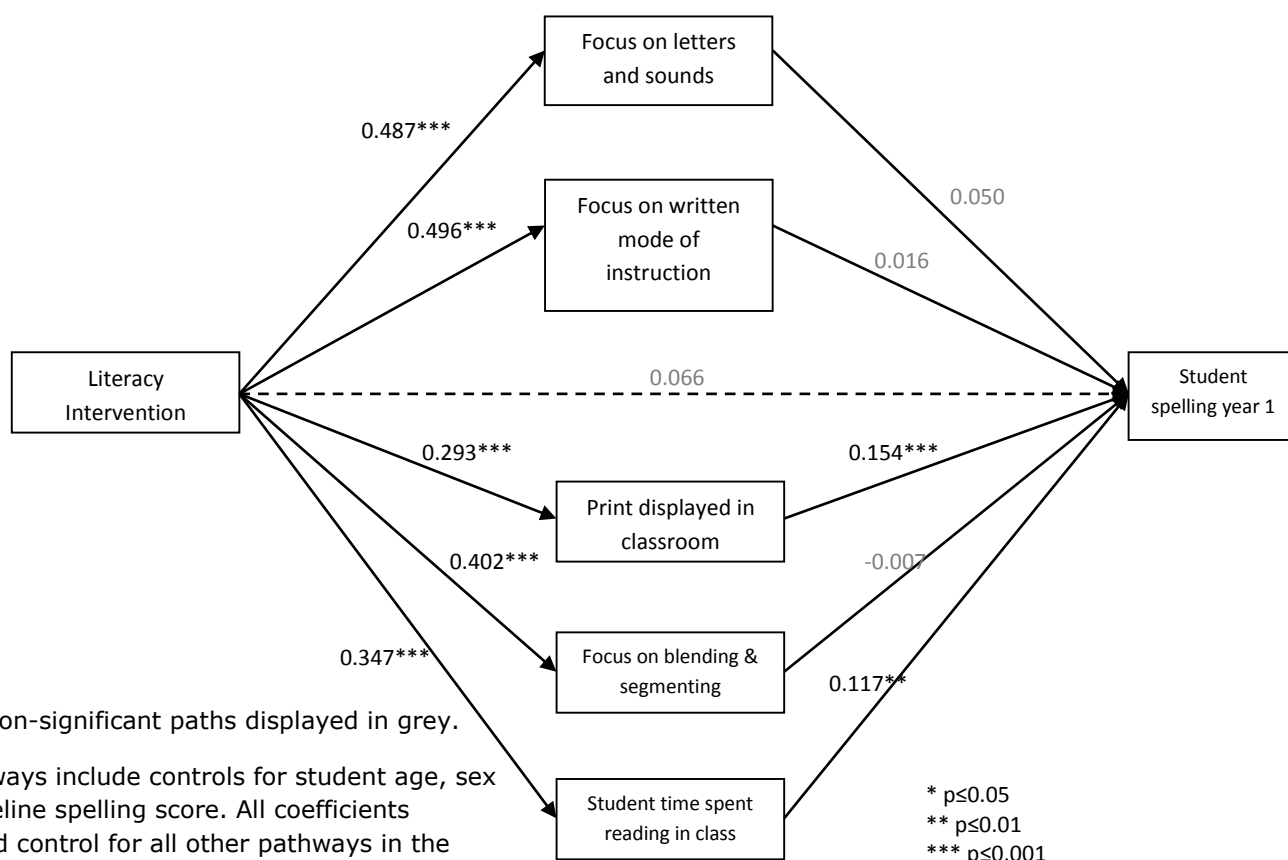 Focus on letters
and sounds
0.487***
0.050
Focus on written
mode of
instruction
0.496***
0.016
Literacy
Intervention
0.066
Student
spelling year 1
0.293***
0.154***
Print displayed in
classroom
0.402***
-0.007
Focus on blending &
segmenting
0.347***
0.117**
on-significant paths displayed in grey.
ways include controls for student age, sex
eline spelling score. All coefficients
d control for all other pathways in the
Student time spent
reading in class
* p≤0.05
** p≤0.01
*** p≤0.001